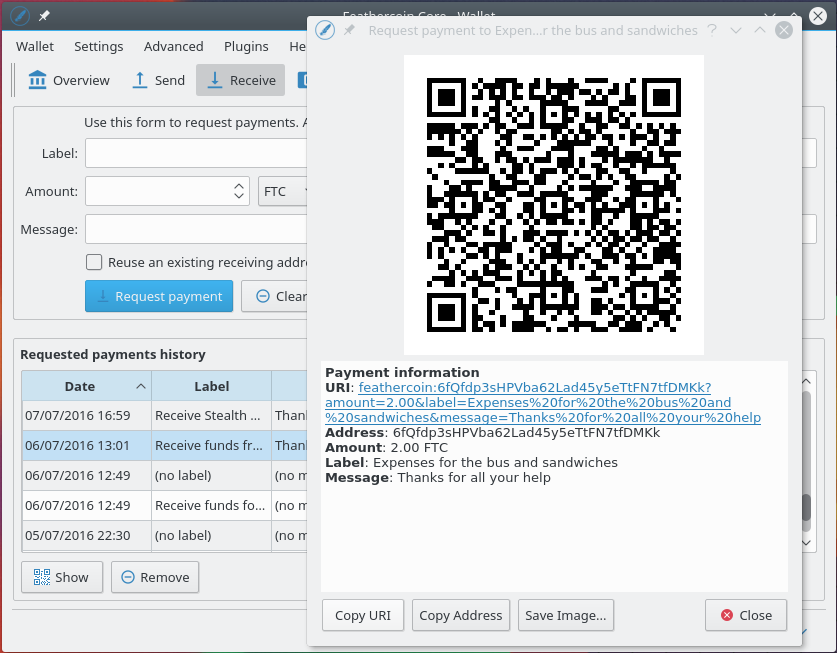 Feathercoin Core - Wallet
Wallet Settings Advanced Plugins He
Overview Send Receive
Use this form to request payments. A
Label:
Amount: FTC
Message:
Reuse an existing receiving addre
Request payment Clear
Requested payments history
Date Label
07/07/2016 16:59 Receive Stealth ... Thank
06/07/2016 13:01 Receive funds fr... Thank
06/07/2016 12:49 (no label) (no m
06/07/2016 12:49 Receive funds fo... (no m
05/07/2016 22:30 (no label) (no m
Show Remove
Request payment to Expen...r the bus and sandwiches
Payment information
URI: feathercoin:6fQfdp3sHPVba62Lad45y5eTtFN7tfDMKk?
amount=2.00&label=Expenses%20for%20the%20bus%20and
%20sandwiches&message=Thanks%20for%20all%20your%20help
Address: 6fQfdp3sHPVba62Lad45y5eTtFN7tfDMKk
Amount: 2.00 FTC
Label: Expenses for the bus and sandwiches
Message: Thanks for all your help
Copy URI Copy Address Save Image... Close